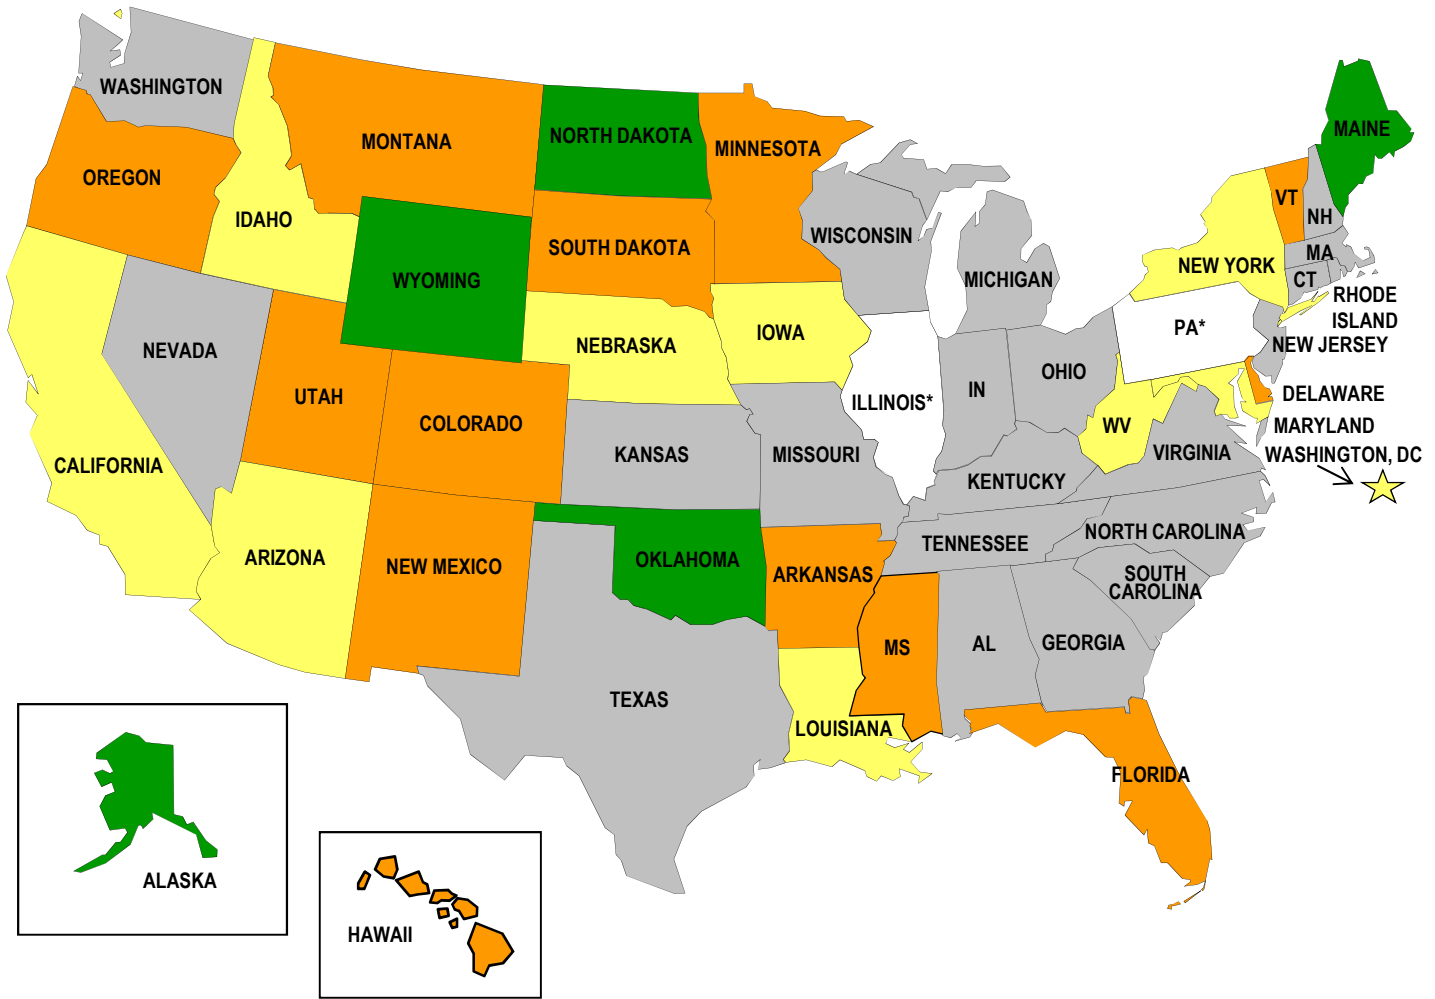 WASHINGTON
MAINE
NORTH DAKOTA
MONTANA
MINNESOTA
OREGON
VT
NH
IDAHO
WISCONSIN
SOUTH DAKOTA
MA
NEW YORK
WYOMING
MICHIGAN
CT
RHODE
ISLAND
PA*
NEW JERSEY
IOWA
NEBRASKA
NEVADA
OHIO
IN
DELAWARE
UTAH
ILLINOIS*
COLORADO
WV
MARYLAND
VIRGINIA
WASHINGTON, DC
KANSAS
MISSOURI
CALIFORNIA
KENTUCKY
NORTH CAROLINA
TENNESSEE
ARIZONA
OKLAHOMA
NEW MEXICO
ARKANSAS
SOUTH
CAROLINA
MS
AL
GEORGIA
TEXAS
LOUISIANA
FLORIDA
ALASKA
HAWAII